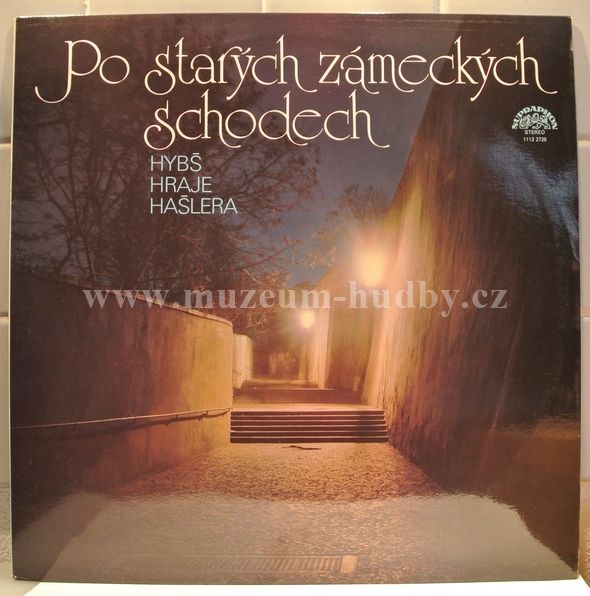 Po starých zámeckých
schodech
HYBŠ
HRAJE
HAŠLERA
SUPRAPHON
STEREO
1113 2728
www.muzeum-hudby.cz